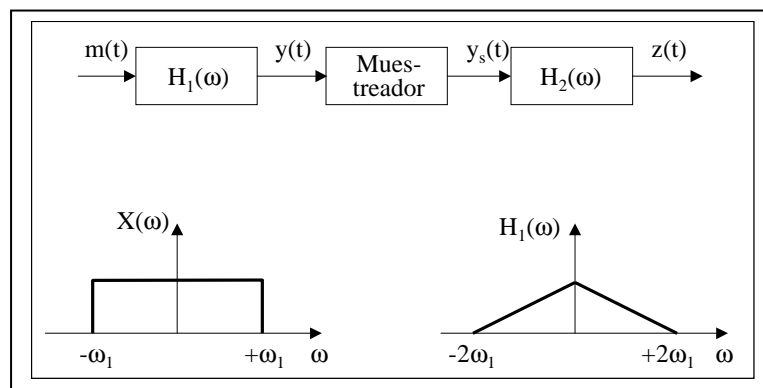 m(t) H₁(ω) y(t) Mues- treador yₛ(t) H₂(ω) z(t)
X(ω) H₁(ω)
-ω₁ +ω₁ ω -2ω₁ +2ω₁ ω